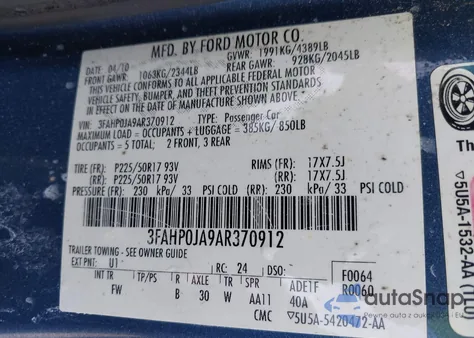 MFD. BY FORD MOTOR CO.
DATE: 04/10 GVWR: 1991KG/4389LB
FRONT GAWR: 1063KG/2344LB REAR GAWR: 928KG/2045LB
THIS VEHICLE CONFORMS TO ALL APPLICABLE FEDERAL MOTOR
VEHICLE SAFETY, BUMPER, AND THEFT PREVENTION STANDARDS
IN EFFECT ON THE DATE OF MANUFACTURE SHOWN ABOVE.
VEHIN: 3FAHP0JA9AR370912 TYPE: Passenger Car
MAXIMUM LOAD = OCCUPANTS + LUGGAGE = 385KG/850LB
OCCUPANTS = 5 TOTAL: 2 FRONT, 3 REAR
TIRE (FR): P225/50R17 93V RIMS (FR): 17X7.5J
(R): P225/50R17 93V (R): 17X7.5J
PRESSURE (FR): 230 kPa/ 33 PSI COLD (R): 230 kPa/ 33 PSI COLD
3FAHP0JA9AR370912
TRAILER TOWING - SEE OWNER GUIDE
EXT PNT: U1 RC: 24 DSO: F0064
INT TR TP/PS R AXLE TR ADE1F R0060
FW B 30 W AA11 40A
CMC 5U5A-5420472-AA
Th
5U5A-1532-AA (1.0)
autoSnap